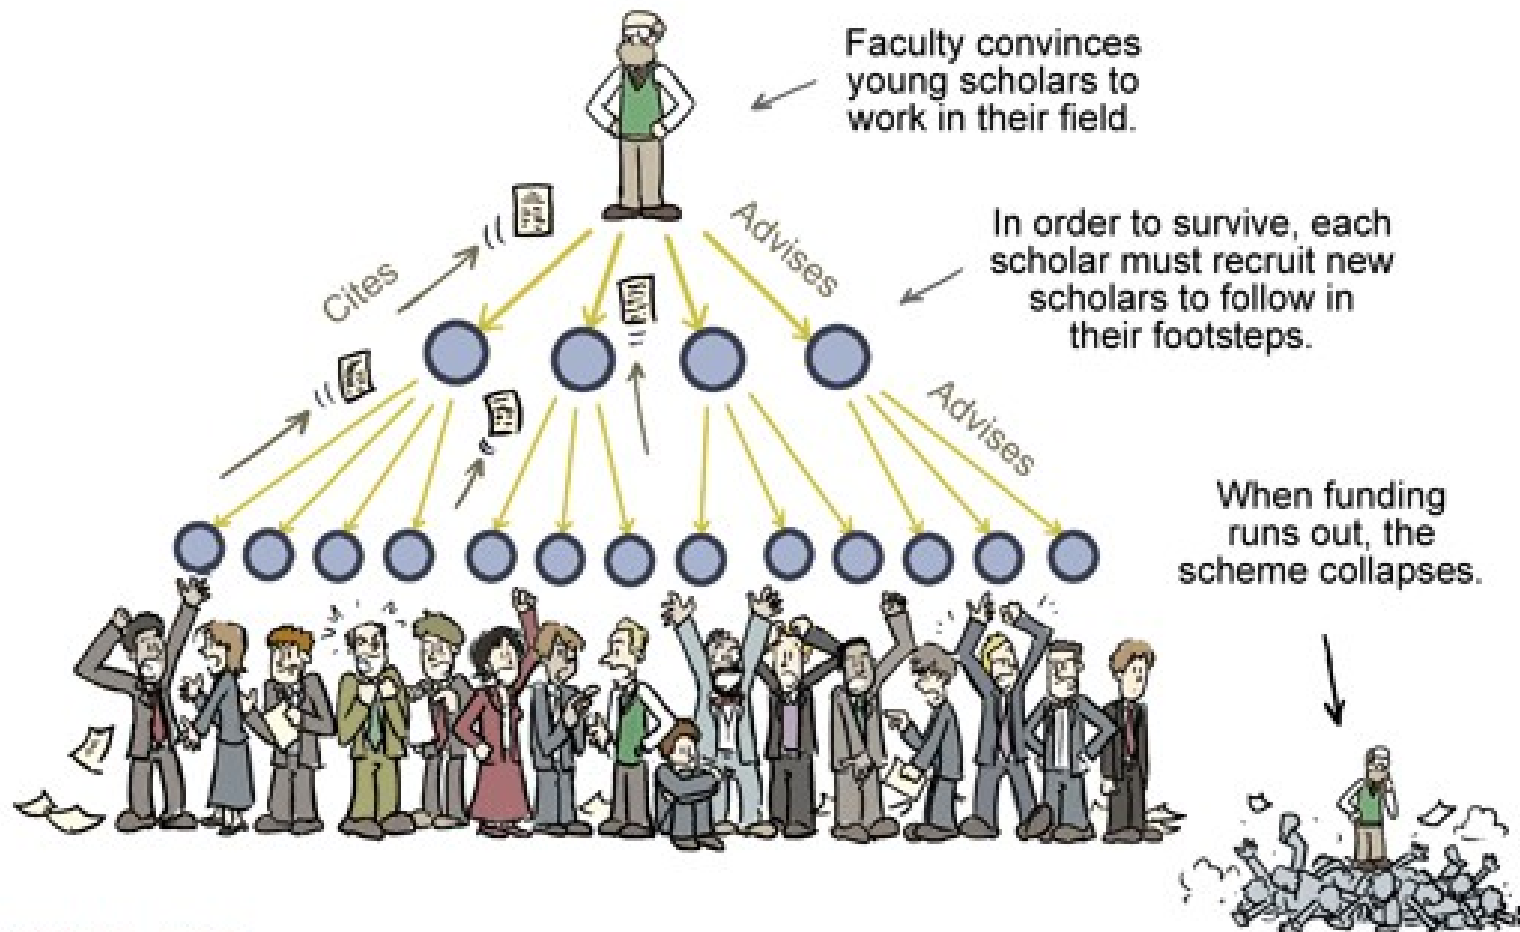 Faculty convinces
young scholars to
work in their field.
Advises
Cites
In order to survive, each
scholar must recruit new
scholars to follow in
their footsteps.
Advises
When funding
runs out, the
scheme collapses.